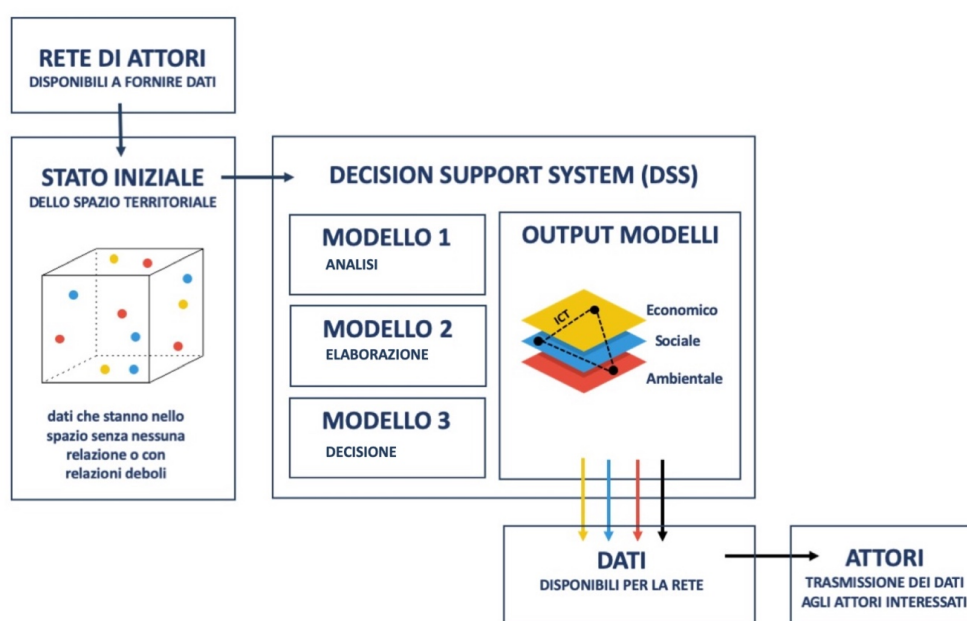 RETE DI ATTORI
DISPONIBILI A FORNIRE DATI
STATO INIZIALE
DELLO SPAZIO TERRITORIALE
dati che stanno nello
spazio senza nessuna
relazione o con
relazioni deboli
DECISION SUPPORT SYSTEM (DSS)
MODELLO 1
ANALISI
MODELLO 2
ELABORAZIONE
MODELLO 3
DECISIONE
OUTPUT MODELLI
ICT
Economico
Sociale
Ambientale
DATI
DISPONIBILI PER LA RETE
ATTORI
TRASMISSIONE DEI DATI
AGLI ATTORI INTERESSATI